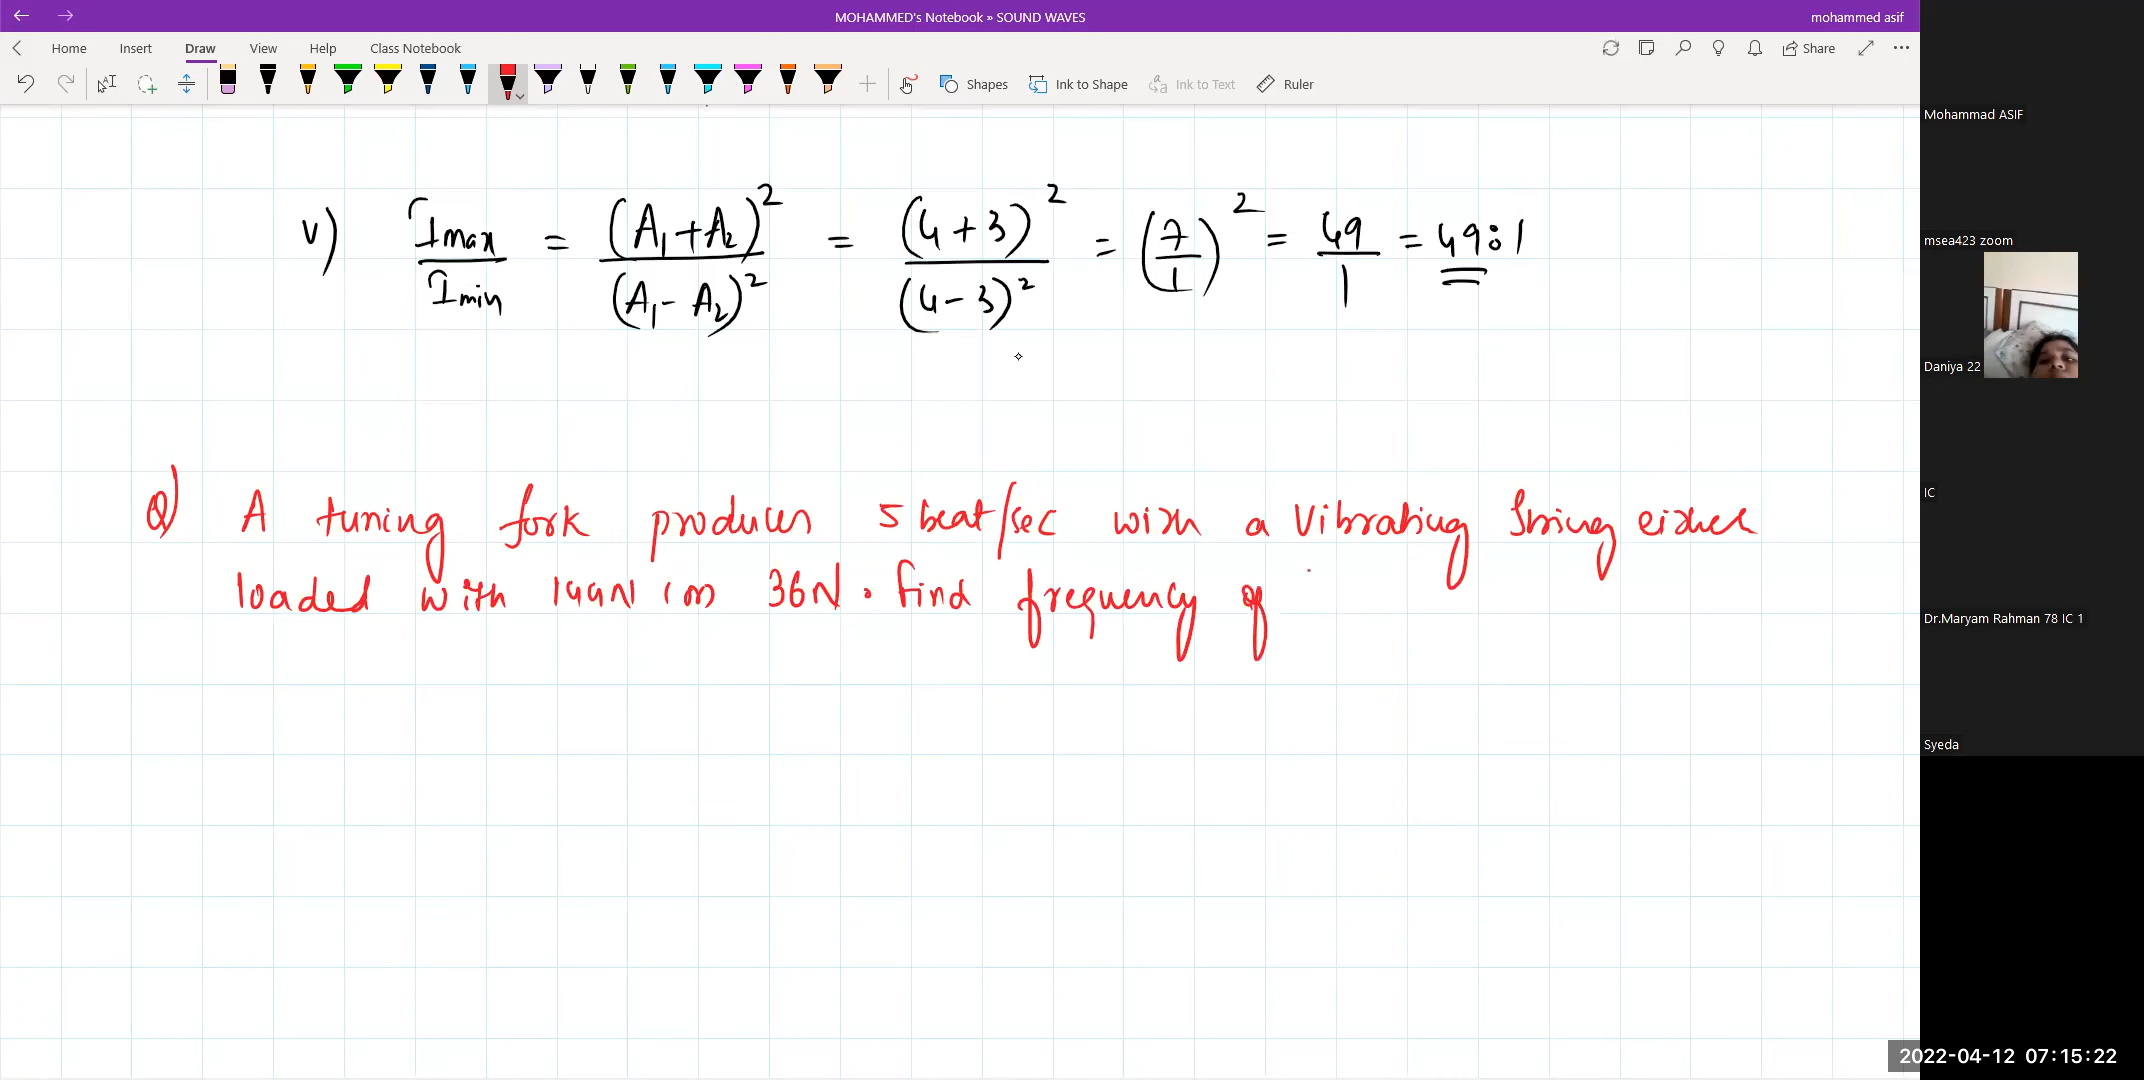 MOHAMMED's Notebook » SOUND WAVES
mohammed asif
Home Insert Draw View Help Class Notebook
Share
Shapes Ink to Shape Ink to Text Ruler
v) Imax/Imin = (A₁+A₂)²/(A₁-A₂)² = (4+3)²/(4-3)² = (7/1)² = 49/1 = 49:1
Q) A tuning fork produces 5 beat/sec with a Vibrating String either
loaded with 144N (or) 36N. find frequency of
Mohammad ASIF
msea423 zoom
Daniya 22
IC
Dr.Maryam Rahman 78 IC 1
Syeda
2022-04-12 07:15:22